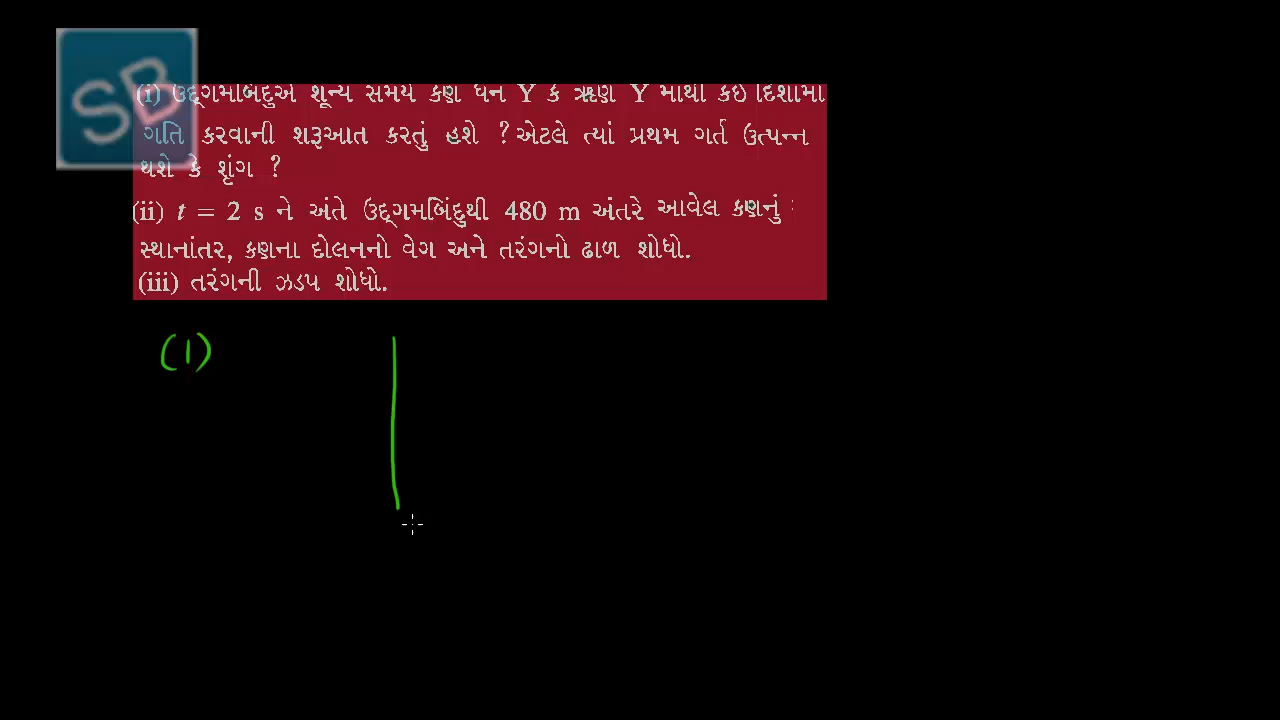 SB
(i) ઉદ્ગમબિંદુએ શૂન્ય સમયે કણ ધન Y કે ઋણ Y માંથી કઈ દિશામાં
ગતિ કરવાની શરૂઆત કરતું હશે ? એટલે ત્યાં પ્રથમ ગર્ત ઉત્પન્ન
થશે કે શૃંગ ?
(ii) t = 2 s ને અંતે ઉદ્ગમબિંદુથી 480 m અંતરે આવેલ કણનું
સ્થાનાંતર, કણના દોલનનો વેગ અને તરંગનો ઢાળ શોધો.
(iii) તરંગની ઝડપ શોધો.
(1)